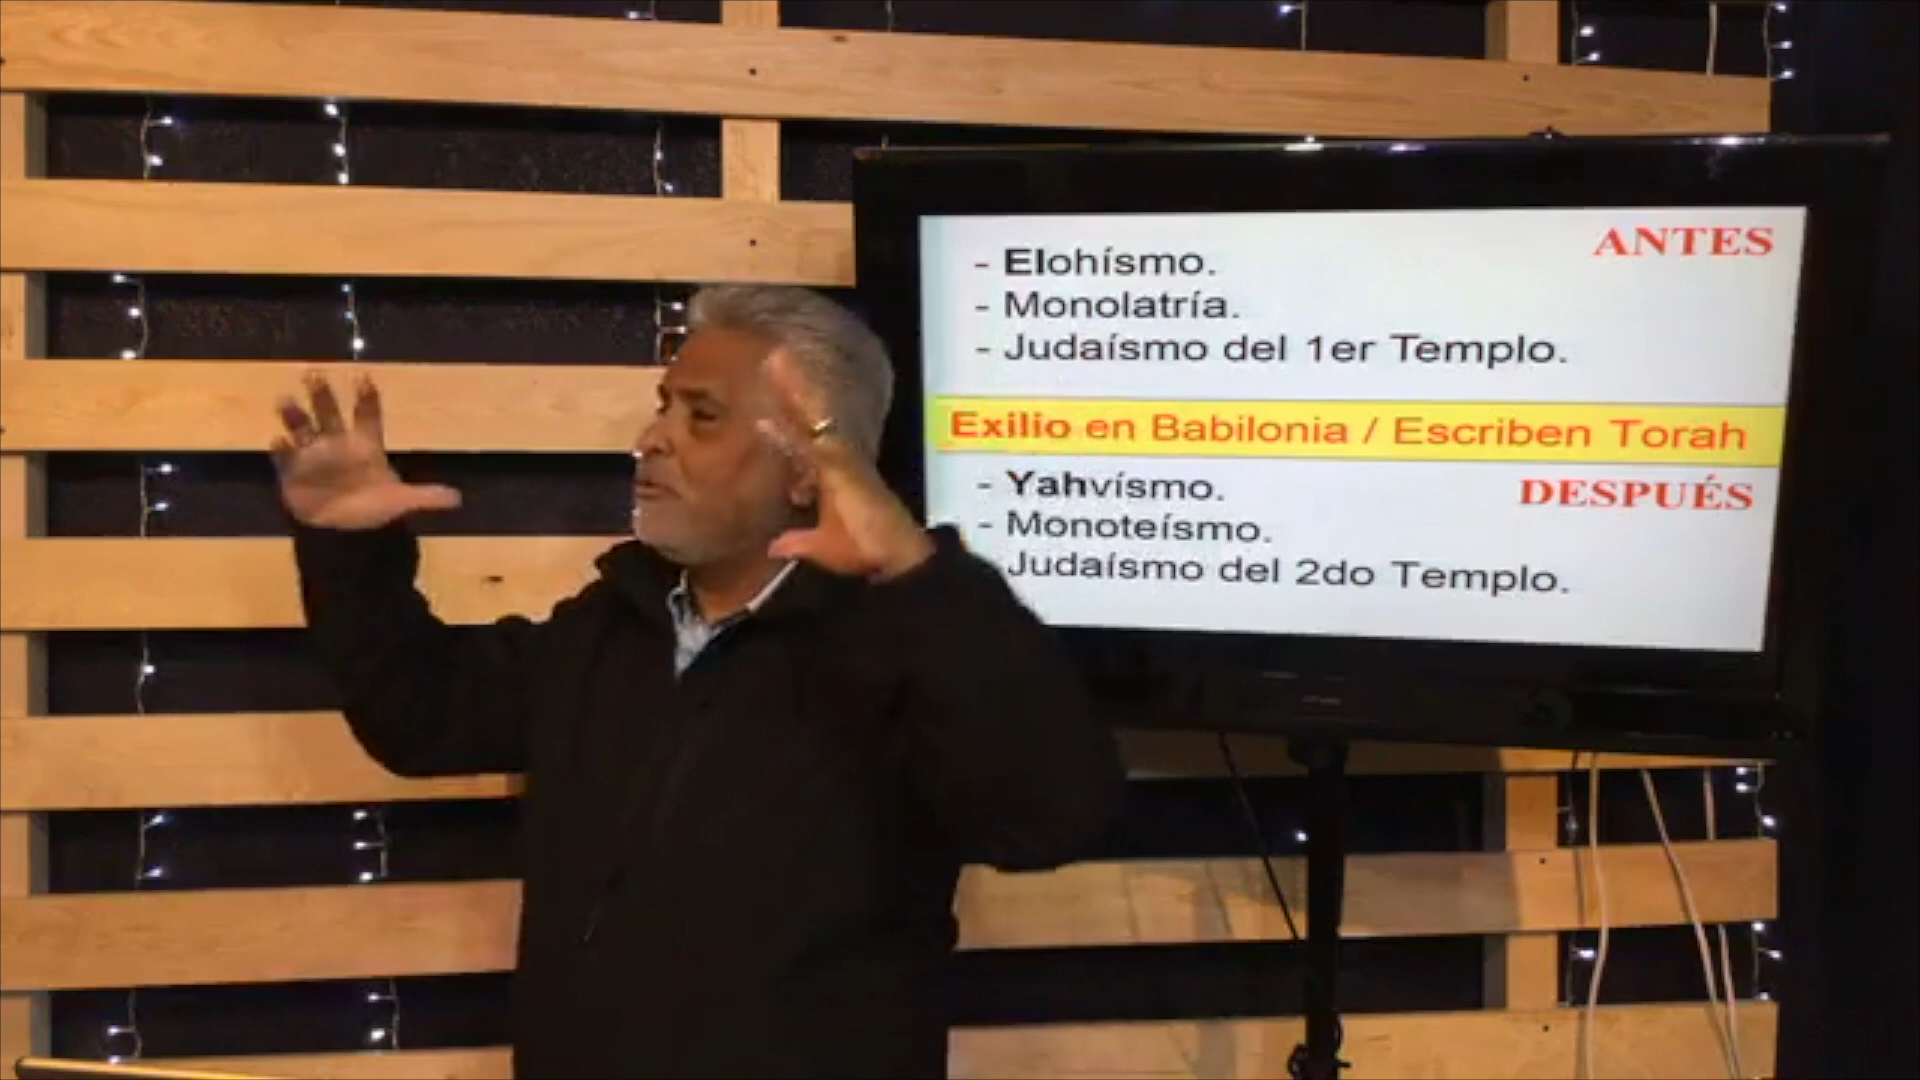 ANTES
- Elohísmo.
- Monolatría.
- Judaísmo del 1er Templo.
Exilio en Babilonia / Escriben Torah
- Yahvísmo.
DESPUÉS
- Monoteísmo.
Judaísmo del 2do Templo.